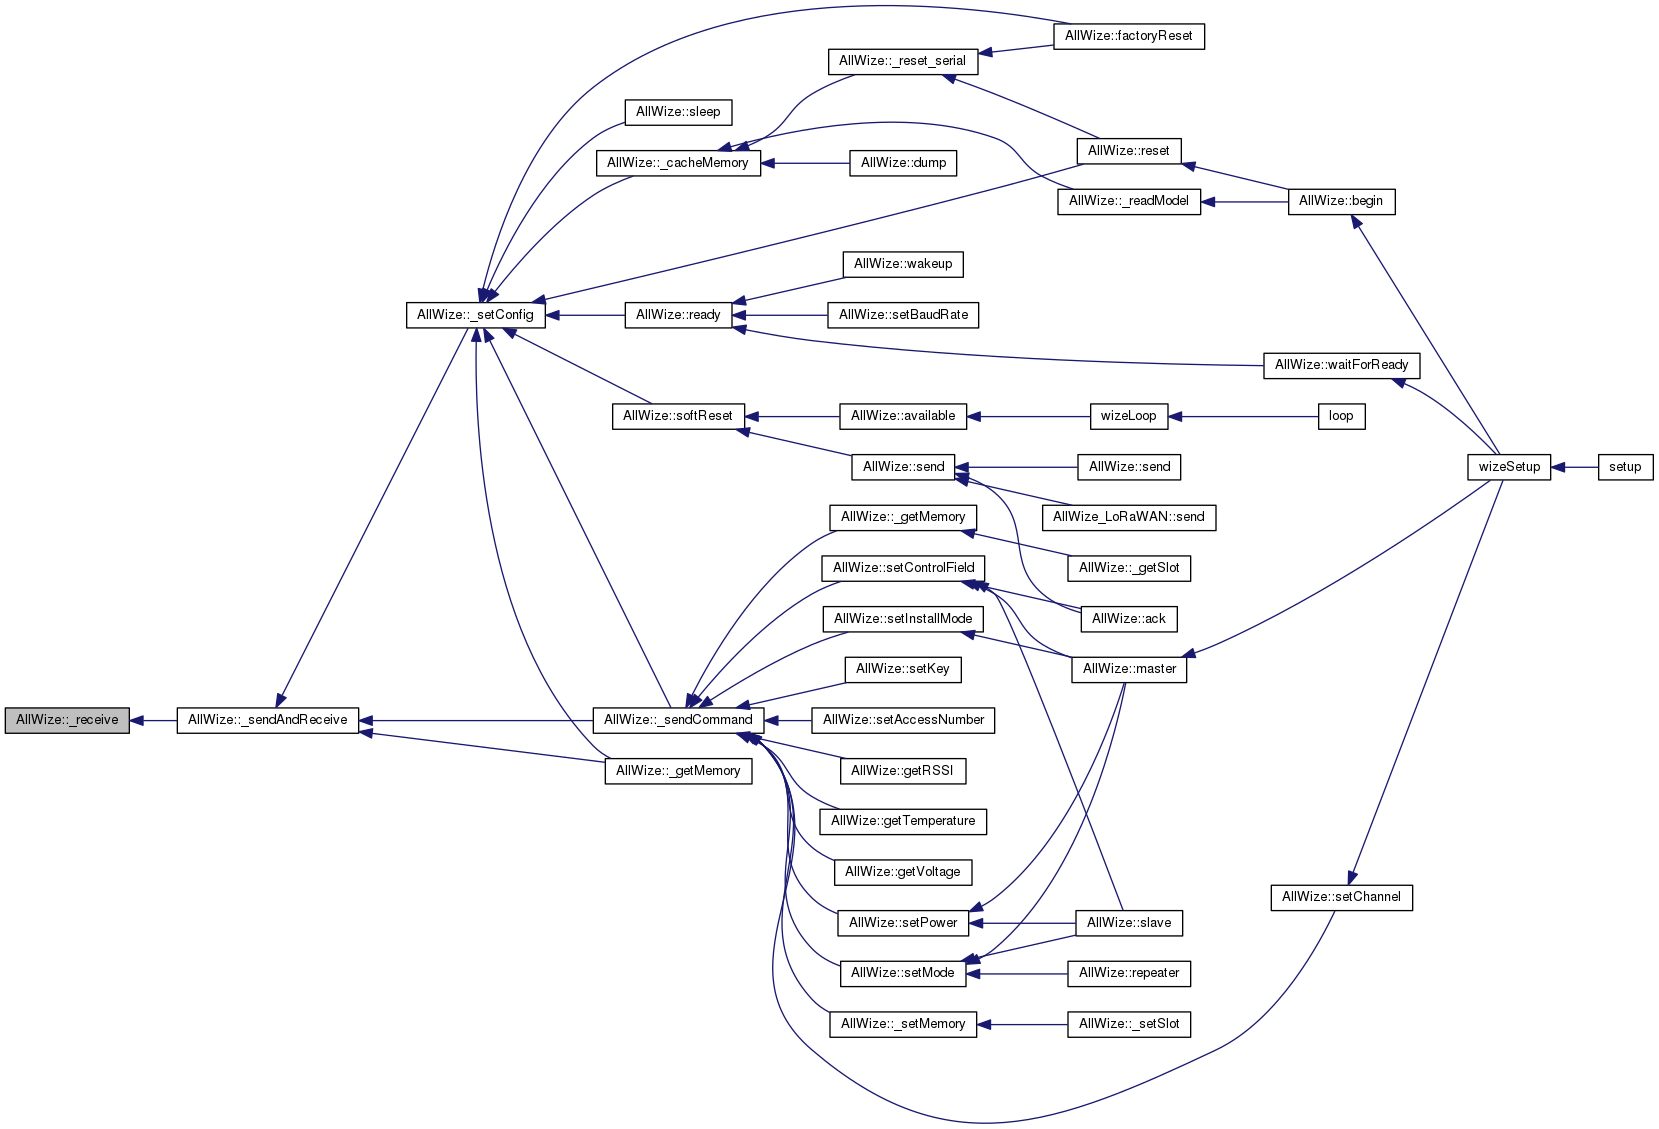 AllWize::factoryReset
AllWize::_reset_serial
AllWize::sleep
AllWize::reset
AllWize::_cacheMemory
AllWize::dump
AllWize::_readModel
AllWize::begin
AllWize::wakeup
AllWize::_setConfig
AllWize::ready
AllWize::setBaudRate
AllWize::waitForReady
AllWize::softReset
AllWize::available
wizeLoop
loop
AllWize::send
AllWize::send
wizeSetup
setup
AllWize::_getMemory
AllWize_LoRaWAN::send
AllWize::setControlField
AllWize::_getSlot
AllWize::setInstallMode
AllWize::ack
AllWize::setKey
AllWize::master
AllWize::_receive
AllWize::_sendAndReceive
AllWize::_sendCommand
AllWize::setAccessNumber
AllWize::_getMemory
AllWize::getRSSI
AllWize::getTemperature
AllWize::getVoltage
AllWize::setChannel
AllWize::setPower
AllWize::slave
AllWize::setMode
AllWize::repeater
AllWize::_setMemory
AllWize::_setSlot